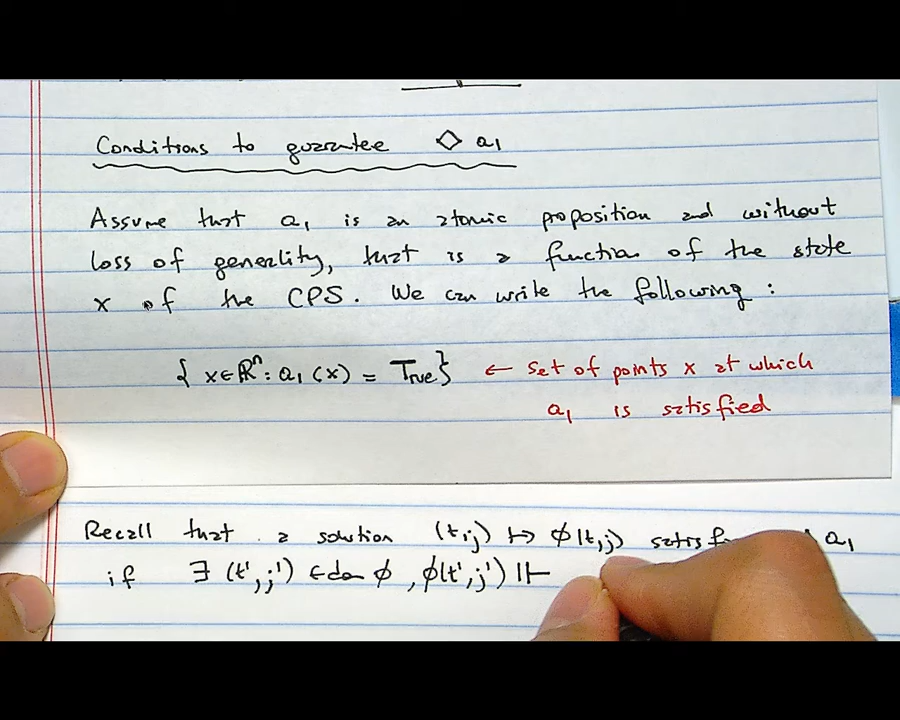 Conditions to guarantee ◇ a₁
Assume that a₁ is an atomic proposition and without
loss of generality, that is a function of the state
x of the CPS. We can write the following :
{ x ∈ ℝⁿ : a₁(x) = True} ← set of points x at which
a₁ is satisfied
Recall that a solution (t,j) ↦ ϕ(t,j) a₁
if ∃ (t',j') ∈ dom ϕ , ϕ(t',j') ⊩